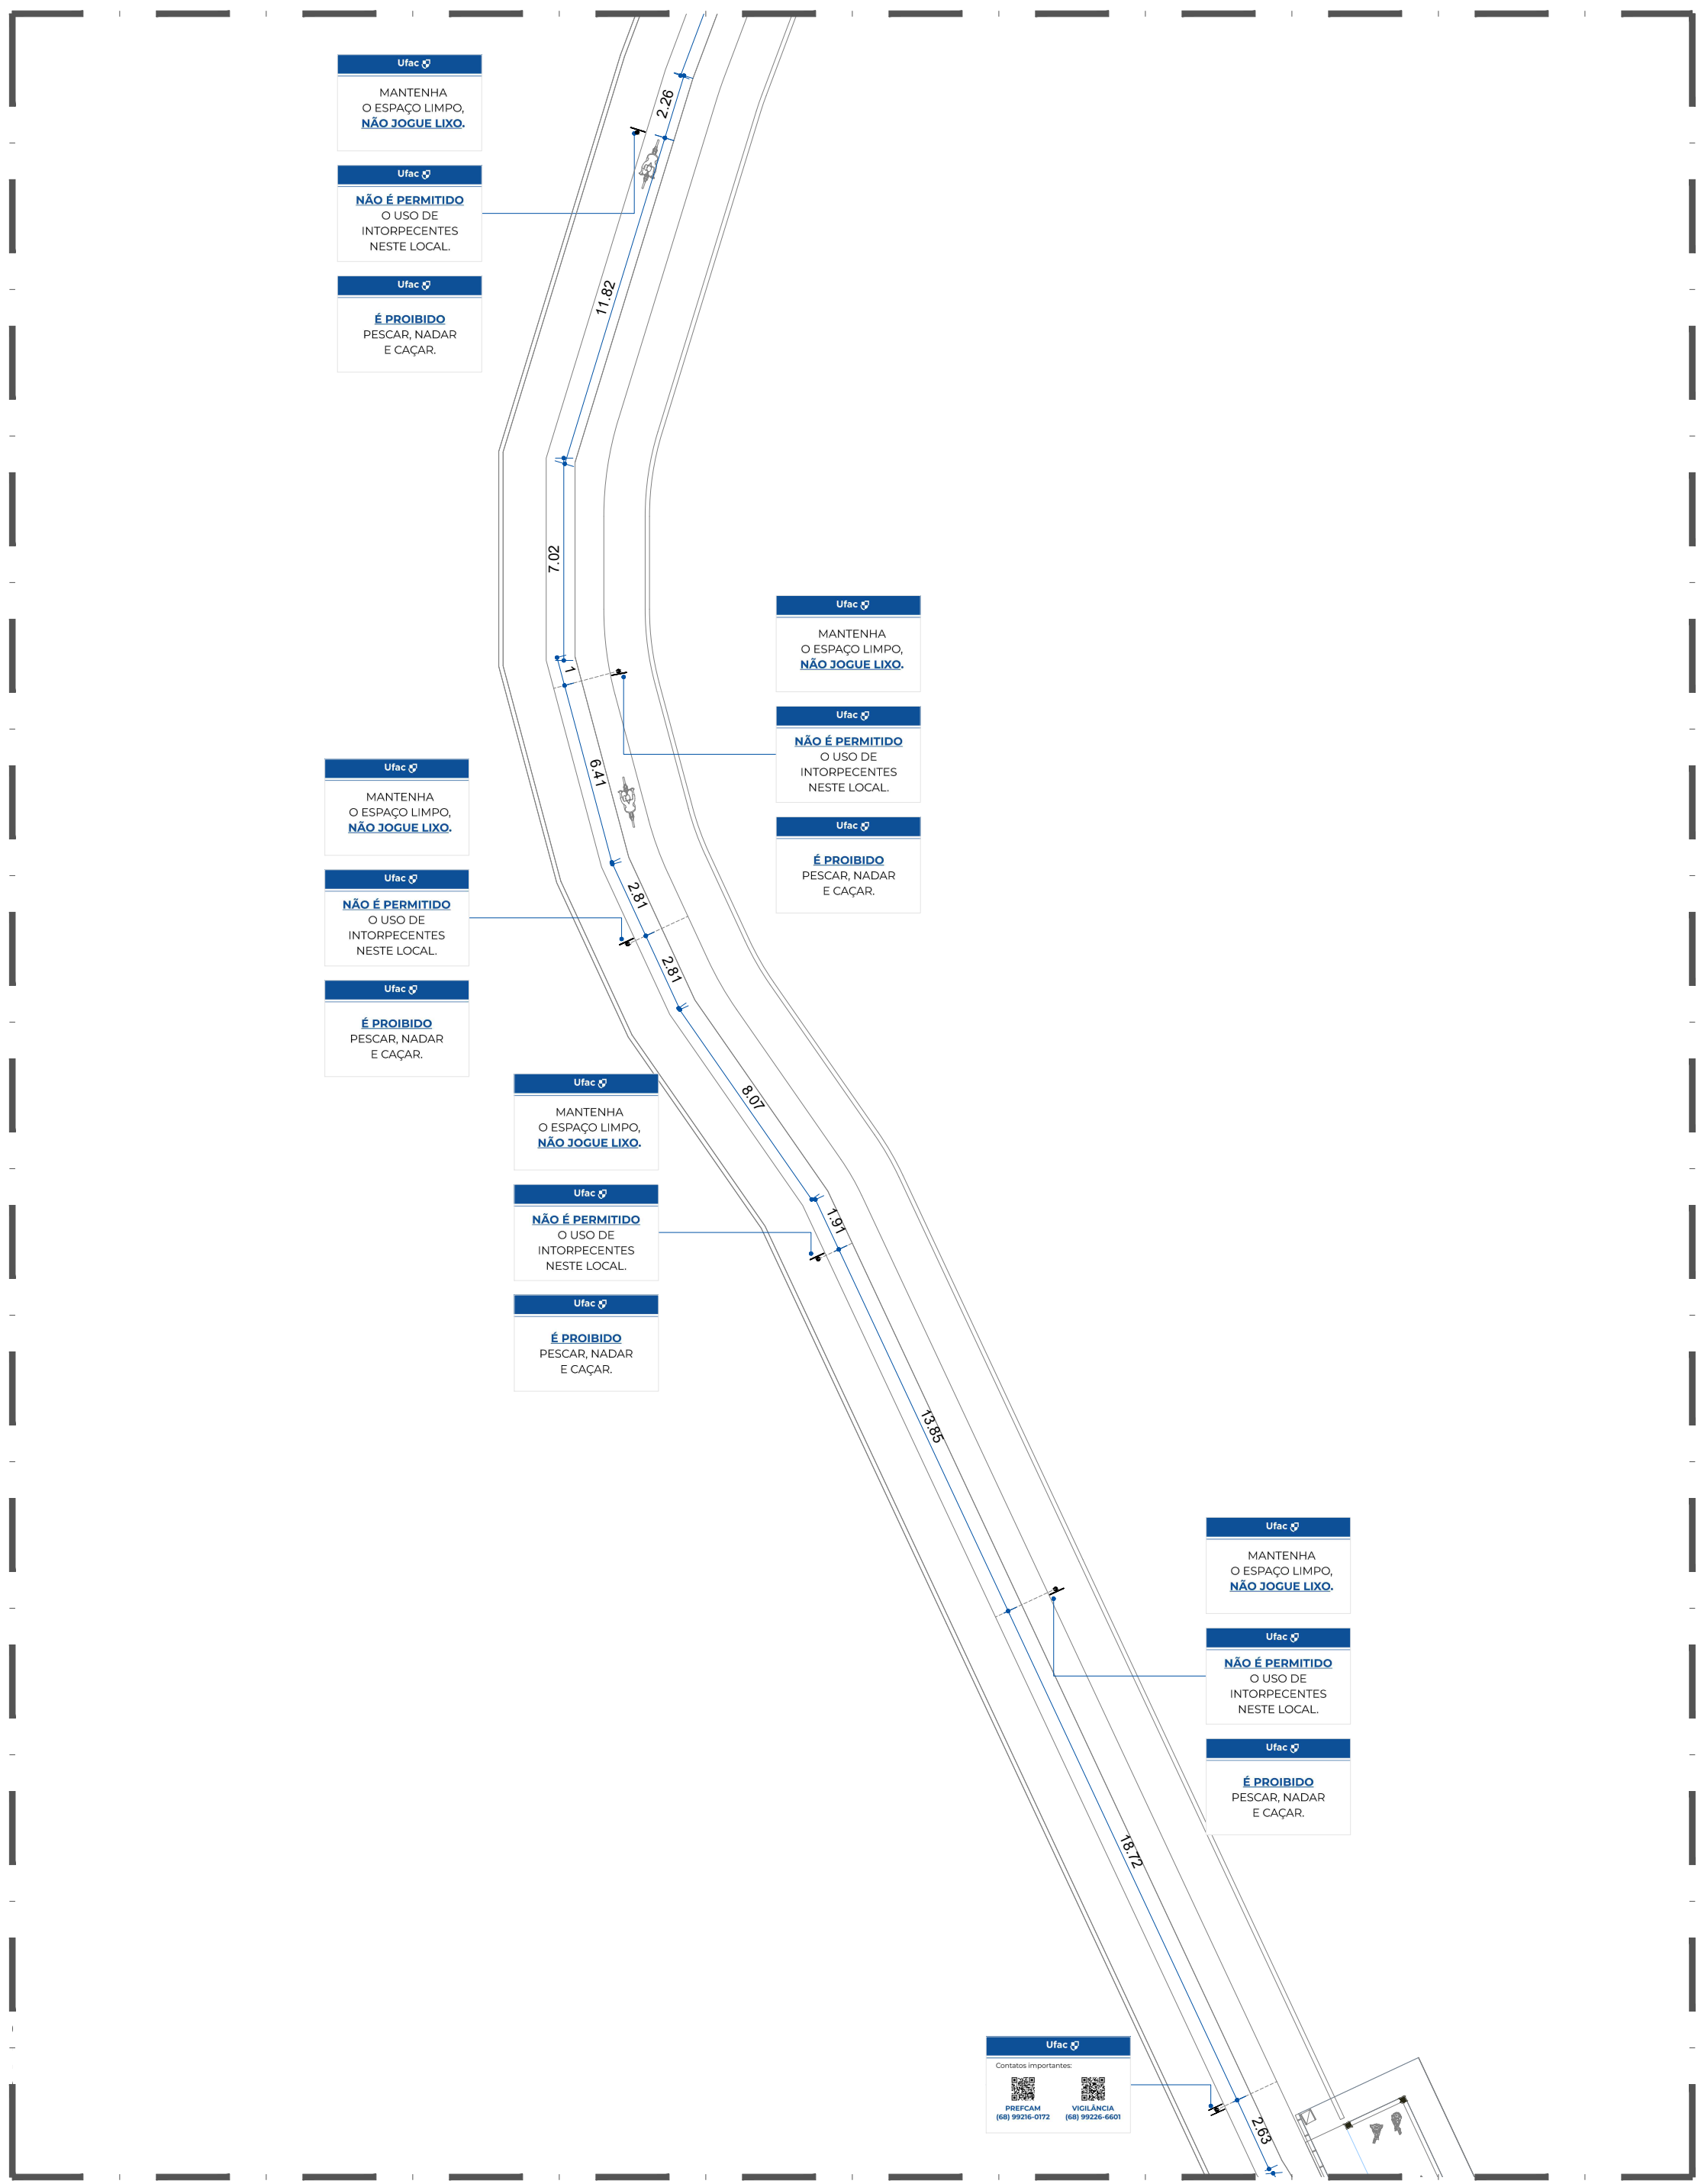 Ufac
MANTENHA
O ESPAÇO LIMPO,
NÃO JOGUE LIXO.
Ufac
NÃO É PERMITIDO
O USO DE
INTORPECENTES
NESTE LOCAL.
Ufac
É PROIBIDO
PESCAR, NADAR
E CAÇAR.
2.26
11.82
7.02
1
Ufac
MANTENHA
O ESPAÇO LIMPO,
NÃO JOGUE LIXO.
Ufac
NÃO É PERMITIDO
O USO DE
INTORPECENTES
NESTE LOCAL.
Ufac
É PROIBIDO
PESCAR, NADAR
E CAÇAR.
6.41
Ufac
MANTENHA
O ESPAÇO LIMPO,
NÃO JOGUE LIXO.
Ufac
NÃO É PERMITIDO
O USO DE
INTORPECENTES
NESTE LOCAL.
Ufac
É PROIBIDO
PESCAR, NADAR
E CAÇAR.
2.81
2.81
8.07
Ufac
MANTENHA
O ESPAÇO LIMPO,
NÃO JOGUE LIXO.
Ufac
NÃO É PERMITIDO
O USO DE
INTORPECENTES
NESTE LOCAL.
Ufac
É PROIBIDO
PESCAR, NADAR
E CAÇAR.
1.91
13.85
Ufac
MANTENHA
O ESPAÇO LIMPO,
NÃO JOGUE LIXO.
Ufac
NÃO É PERMITIDO
O USO DE
INTORPECENTES
NESTE LOCAL.
Ufac
É PROIBIDO
PESCAR, NADAR
E CAÇAR.
18.72
Ufac
Contatos importantes:
PREFCAM
(68) 99216-0172
VIGILÂNCIA
(68) 99226-6601
2.63